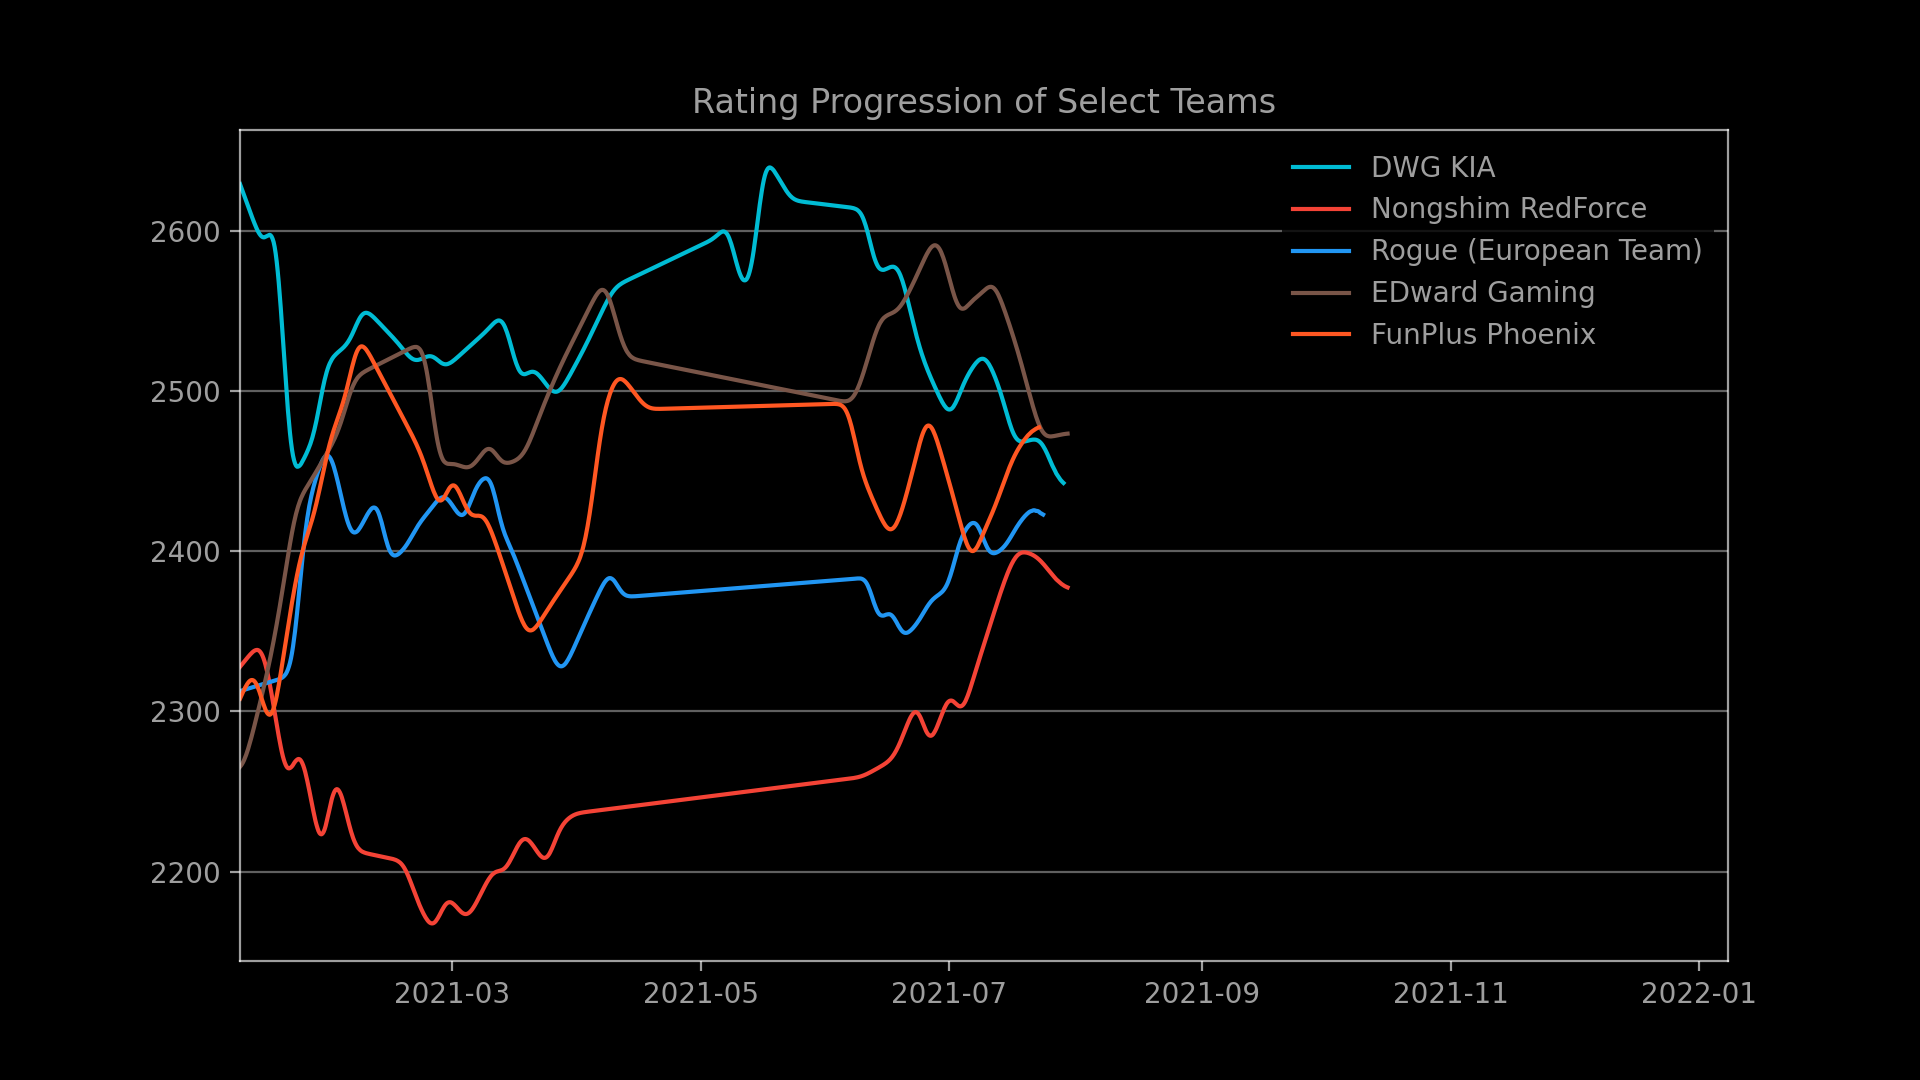 Rating Progression of Select Teams
DWG KIA
Nongshim RedForce
Rogue (European Team)
EDward Gaming
FunPlus Phoenix
2600
2500
2400
2300
2200
2021-03
2021-05
2021-07
2021-09
2021-11
2022-01